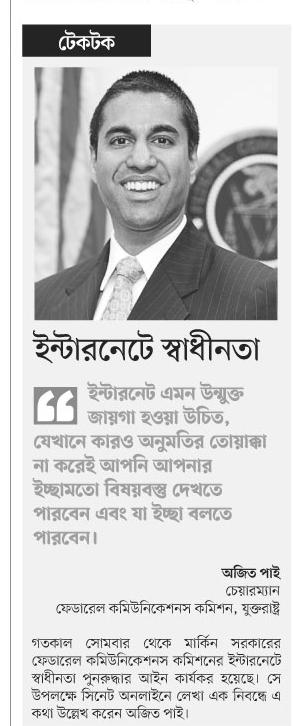 টেকটক
ইন্টারনেটে স্বাধীনতা
ইন্টারনেট এমন উন্মুক্ত
জায়গা হওয়া উচিত,
যেখানে কারও অনুমতির তোয়াক্কা
না করেই আপনি আপনার
ইচ্ছামতো বিষয়বস্তু দেখতে
পারবেন এবং যা ইচ্ছা বলতে
পারবেন।
অজিত পাই
চেয়ারম্যান
ফেডারেল কমিউনিকেশনস কমিশন, যুক্তরাষ্ট্র
গতকাল সোমবার থেকে মার্কিন সরকারের
ফেডারেল কমিউনিকেশনস কমিশনের ইন্টারনেটে
স্বাধীনতা পুনরুদ্ধার আইন কার্যকর হয়েছে। সে
উপলক্ষে সিনেট অনলাইনে লেখা এক নিবন্ধে এ
কথা উল্লেখ করেন অজিত পাই।